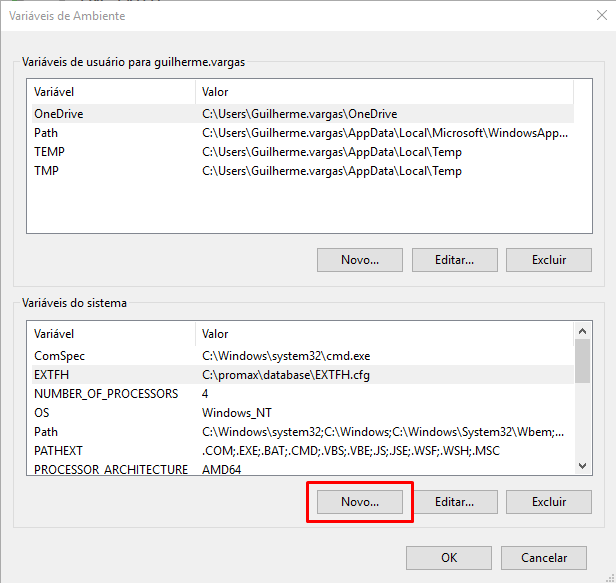 Variáveis de Ambiente
Variáveis de usuário para guilherme.vargas
Variável Valor
OneDrive C:\Users\Guilherme.vargas\OneDrive
Path C:\Users\Guilherme.vargas\AppData\Local\Microsoft\WindowsApp...
TEMP C:\Users\Guilherme.vargas\AppData\Local\Temp
TMP C:\Users\Guilherme.vargas\AppData\Local\Temp
Novo... Editar... Excluir
Variáveis do sistema
Variável Valor
ComSpec C:\Windows\system32\cmd.exe
EXTFH C:\promax\database\EXTFH.cfg
NUMBER_OF_PROCESSORS 4
OS Windows_NT
Path C:\Windows\system32;C:\Windows;C:\Windows\System32\Wbem;...
PATHEXT .COM;.EXE;.BAT;.CMD;.VBS;.VBE;.JS;.JSE;.WSF;.WSH;.MSC
PROCESSOR_ARCHITECTURE AMD64
Novo... Editar... Excluir
OK Cancelar